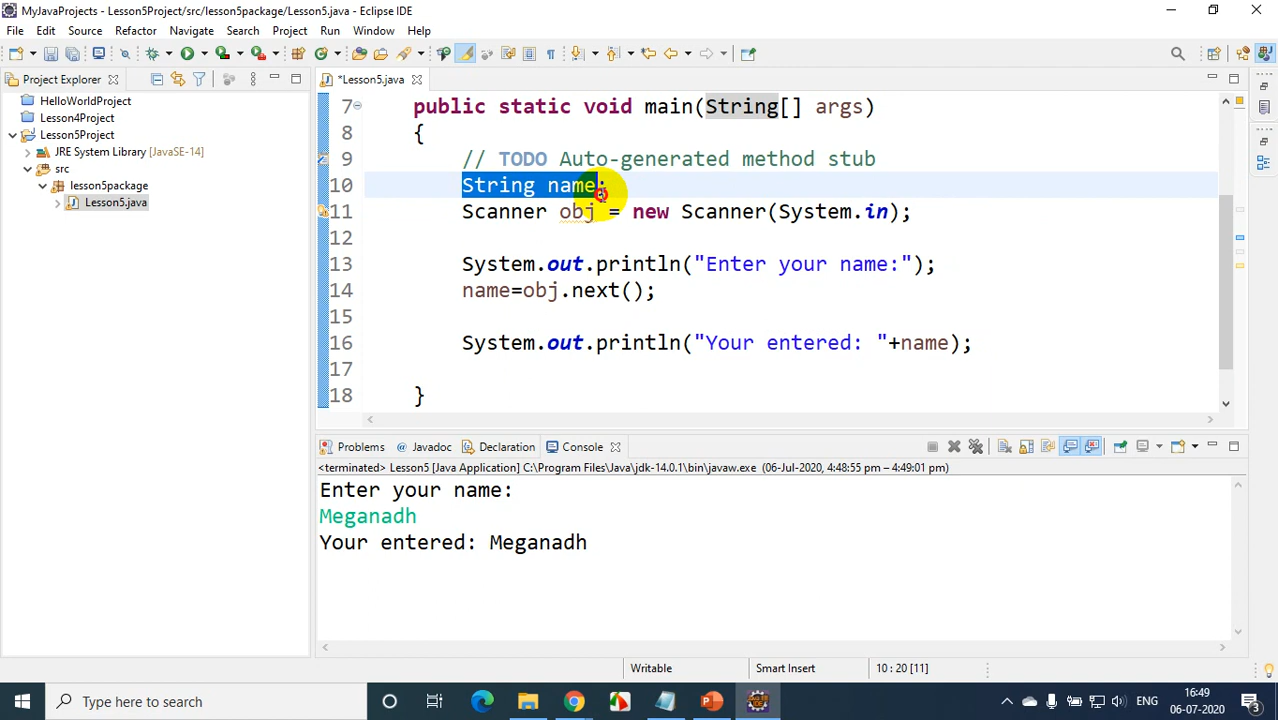 MyJavaProjects - Lesson5Project/src/lesson5package/Lesson5.java - Eclipse IDE
File Edit Source Refactor Navigate Search Project Run Window Help
Project Explorer
HelloWorldProject
Lesson4Project
Lesson5Project
JRE System Library [JavaSE-14]
src
lesson5package
Lesson5.java
*Lesson5.java
7 public static void main(String[] args)
8 {
9 // TODO Auto-generated method stub
10 String name;
11 Scanner obj = new Scanner(System.in);
12
13 System.out.println("Enter your name:");
14 name=obj.next();
15
16 System.out.println("Your entered: "+name);
17
18 }
Problems Javadoc Declaration Console
<terminated> Lesson5 [Java Application] C:\Program Files\Java\jdk-14.0.1\bin\javaw.exe (06-Jul-2020, 4:48:55 pm – 4:49:01 pm)
Enter your name:
Meganadh
Your entered: Meganadh
Writable Smart Insert 10 : 20 [11]
Type here to search
ENG
16:49
06-07-2020
3